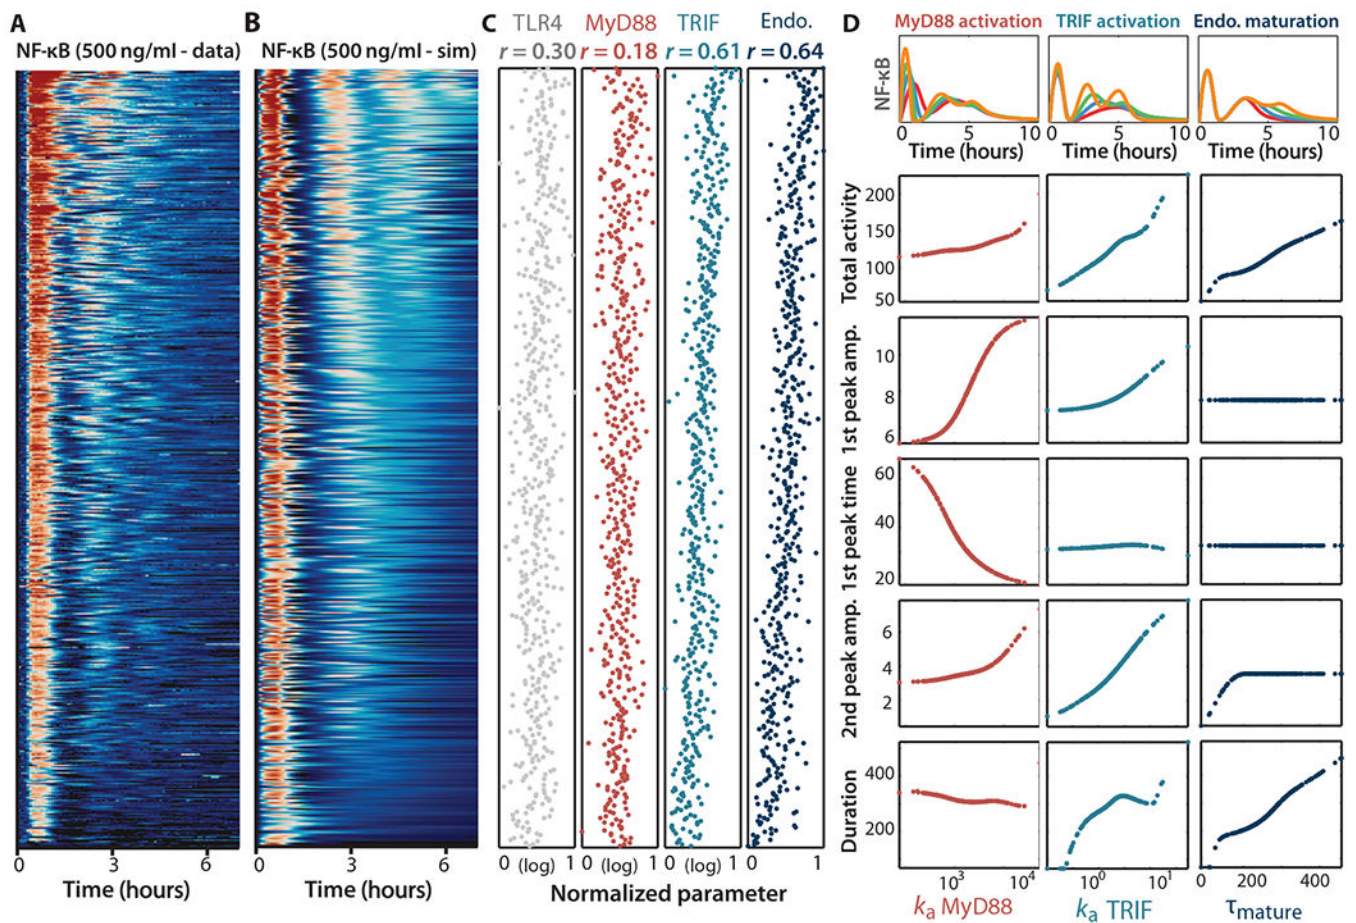 A
NF-κB (500 ng/ml - data)
0
3
6
Time (hours)
B
NF-κB (500 ng/ml - sim)
0
3
6
Time (hours)
C
TLR4
MyD88
TRIF
Endo.
r = 0.30
r = 0.18
r = 0.61
r = 0.64
0 (log) 1
0 (log) 1
0 (log) 1
0
1
Normalized parameter
D
MyD88 activation
TRIF activation
Endo. maturation
NF-κB
0 5 10
0 5 10
0 5 10
Time (hours)
Time (hours)
Time (hours)
Total activity
200
150
100
50
1st peak amp.
10
8
6
1st peak time
60
40
20
2nd peak amp.
6
4
2
Duration
400
200
10³ 10⁴
10⁰ 10¹
0 200 400
kₐ MyD88
kₐ TRIF
τmature